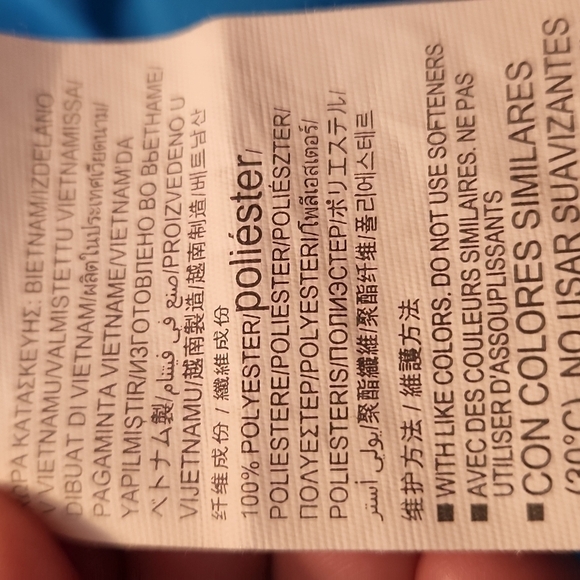 ΧΩΡΑ ΚΑΤΑΣΚΕΥΗΣ: ΒΙΕΤΝΑΜ/IZDELANO
V VIETNAMU/VALMISTETTU VIETNAMISSA/
DIBUAT DI VIETNAM/ผลิตในประเทศเวียดนาม/
PAGAMINTA VIETNAME/VIETNAM'DA
YAPILMIŞTIR/ИЗГОТОВЛЕНО ВО ВЬЕТНАМЕ/
ベトナム製/صنع في فيتنام/PROIZVEDENO U
VIJETNAMU/越南製造/越南制造/베트남산
纤维成份 / 纖維成份
100% POLYESTER/poliéster/
POLIESTERE/POLIESTER/POLIÉSZTER/
ΠΟΛΥΕΣΤΕΡ/POLYESTERI/โพลีเอสเตอร์/
POLIESTERIS/ПОЛИЭСТЕР/ポリエステル/
بولي أستر/聚酯纖維/聚酯纤维/폴리에스테르
维护方法 / 維護方法
■ WITH LIKE COLORS. DO NOT USE SOFTENERS
■ AVEC DES COULEURS SIMILAIRES. NE PAS
UTILISER D'ASSOUPLISSANTS
■ CON COLORES SIMILARES
(30°C). NO USAR SUAVIZANTES